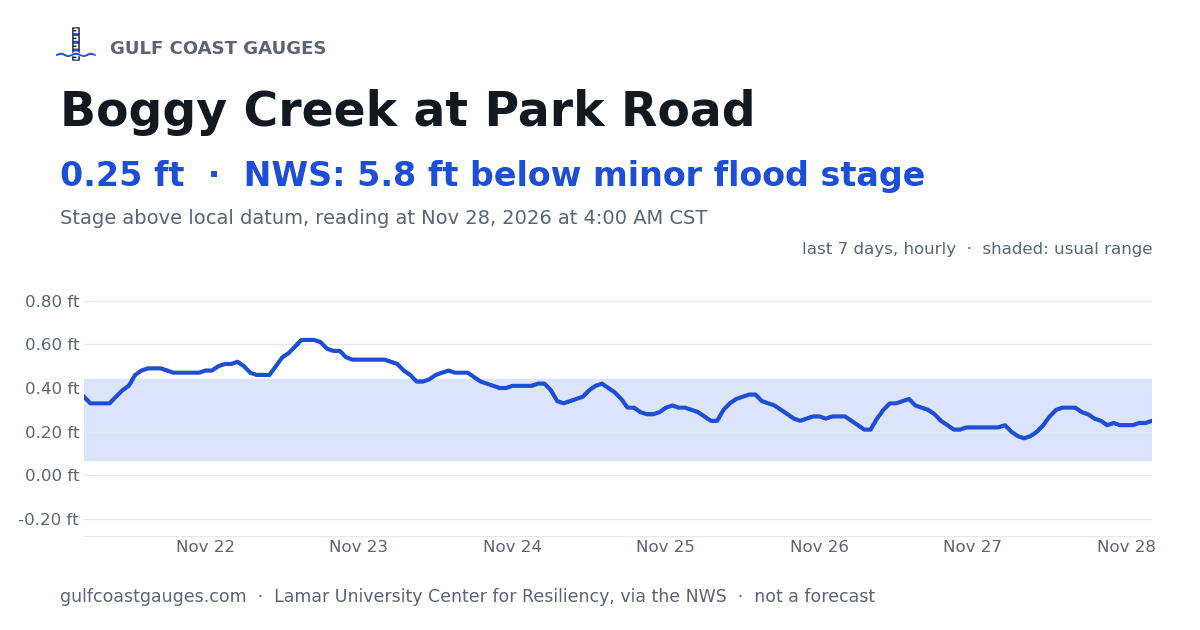 GULF COAST GAUGES
Boggy Creek at Park Road
0.25 ft · NWS: 5.8 ft below minor flood stage
Stage above local datum, reading at Nov 28, 2026 at 4:00 AM CST
last 7 days, hourly · shaded: usual range
0.80 ft
0.60 ft
0.40 ft
0.20 ft
0.00 ft
-0.20 ft
Nov 22 Nov 23 Nov 24 Nov 25 Nov 26 Nov 27 Nov 28
gulfcoastgauges.com · Lamar University Center for Resiliency, via the NWS · not a forecast